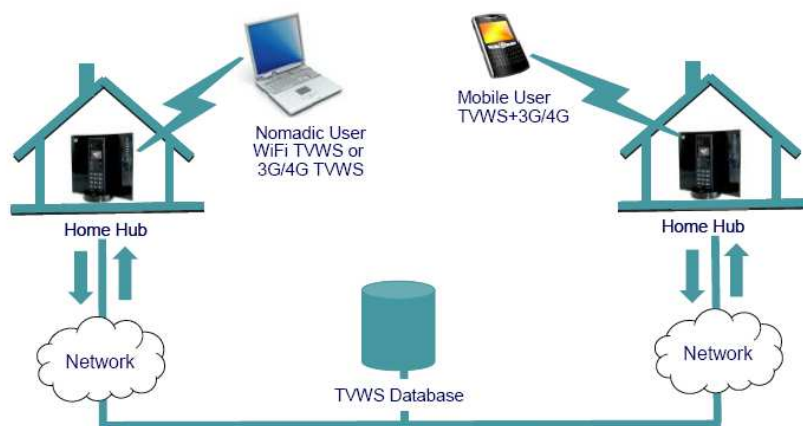 Nomadic User
WiFi TVWS or
3G/4G TVWS
Mobile User
TVWS+3G/4G
Home Hub
Home Hub
Network
Network
TVWS Database